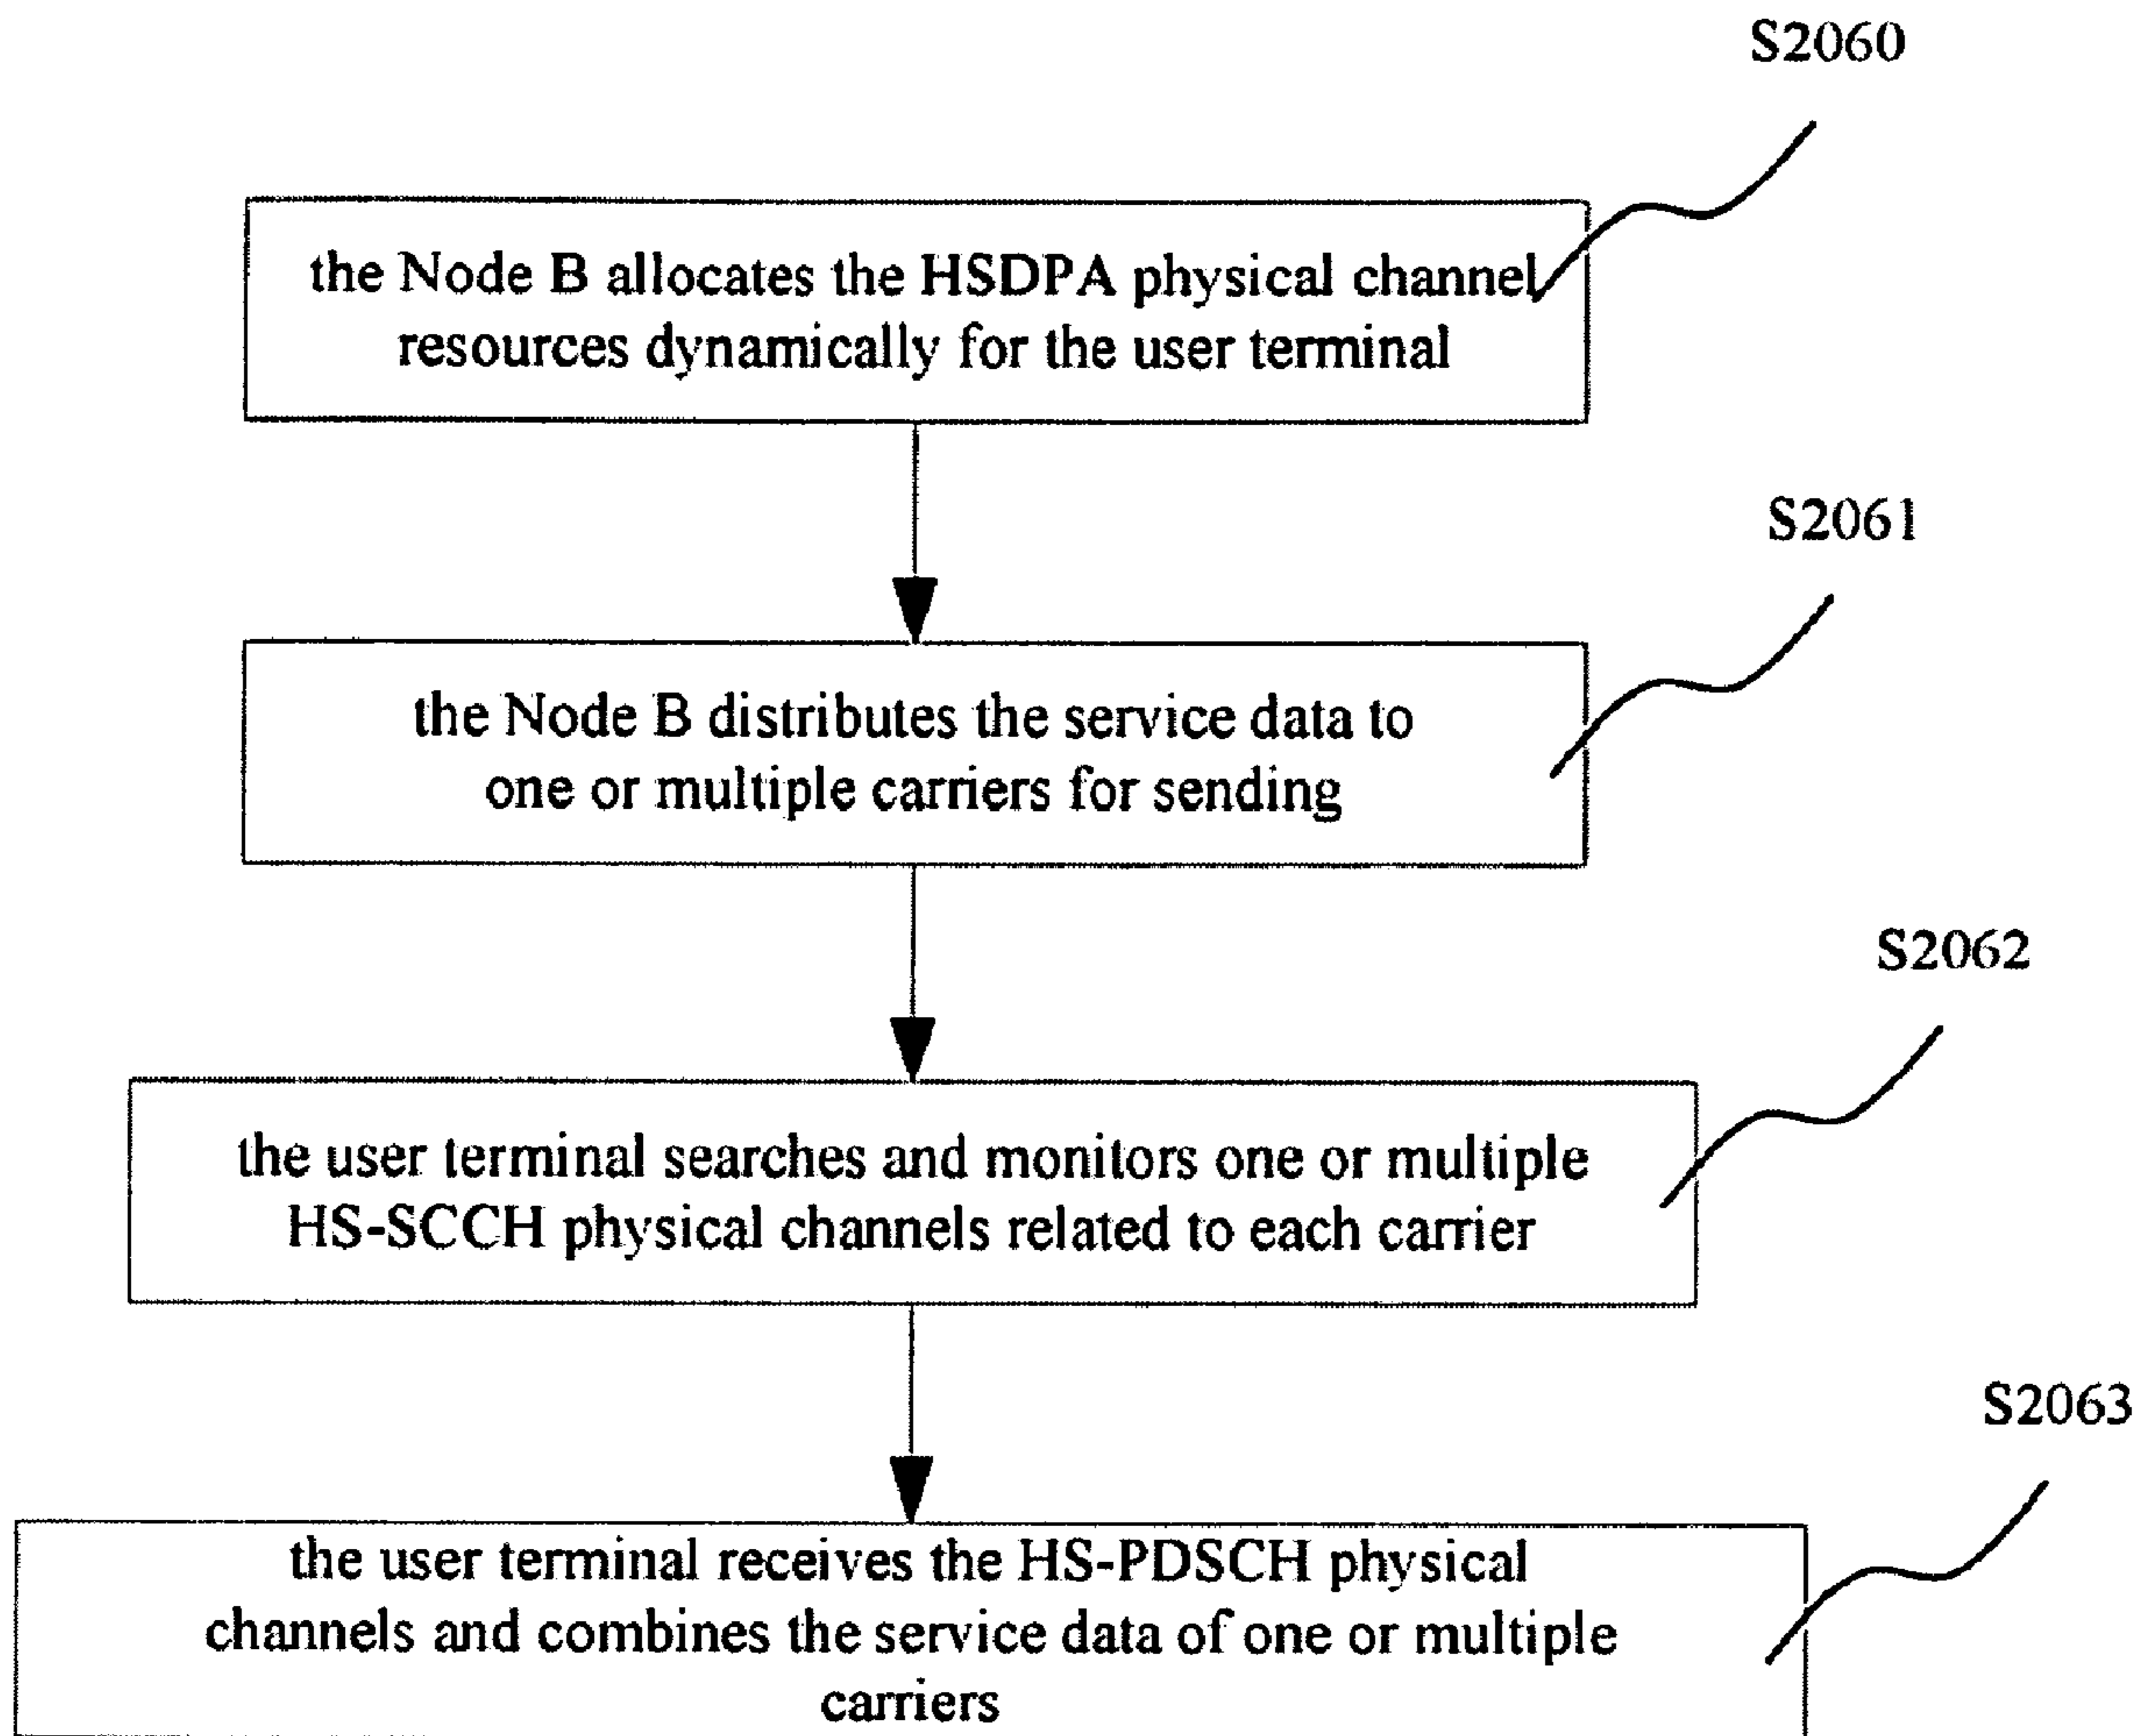 S2060
the Node B allocates the HSDPA physical channel
resources dynamically for the user terminal
S2061
the Node B distributes the service data to
one or multiple carriers for sending
S2062
the user terminal searches and monitors one or multiple
HS-SCCH physical channels related to each carrier
S2063
the user terminal receives the HS-PDSCH physical
channels and combines the service data of one or multiple
carriers